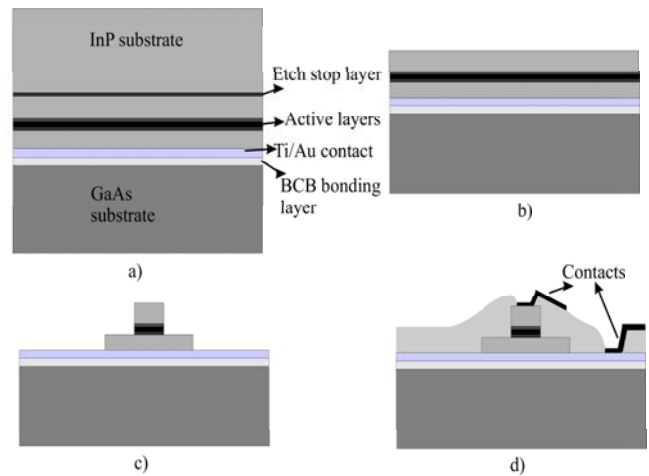 InP substrate
Etch stop layer
Active layers
Ti/Au contact
BCB bonding
layer
GaAs
substrate
a)
b)
Contacts
c)
d)